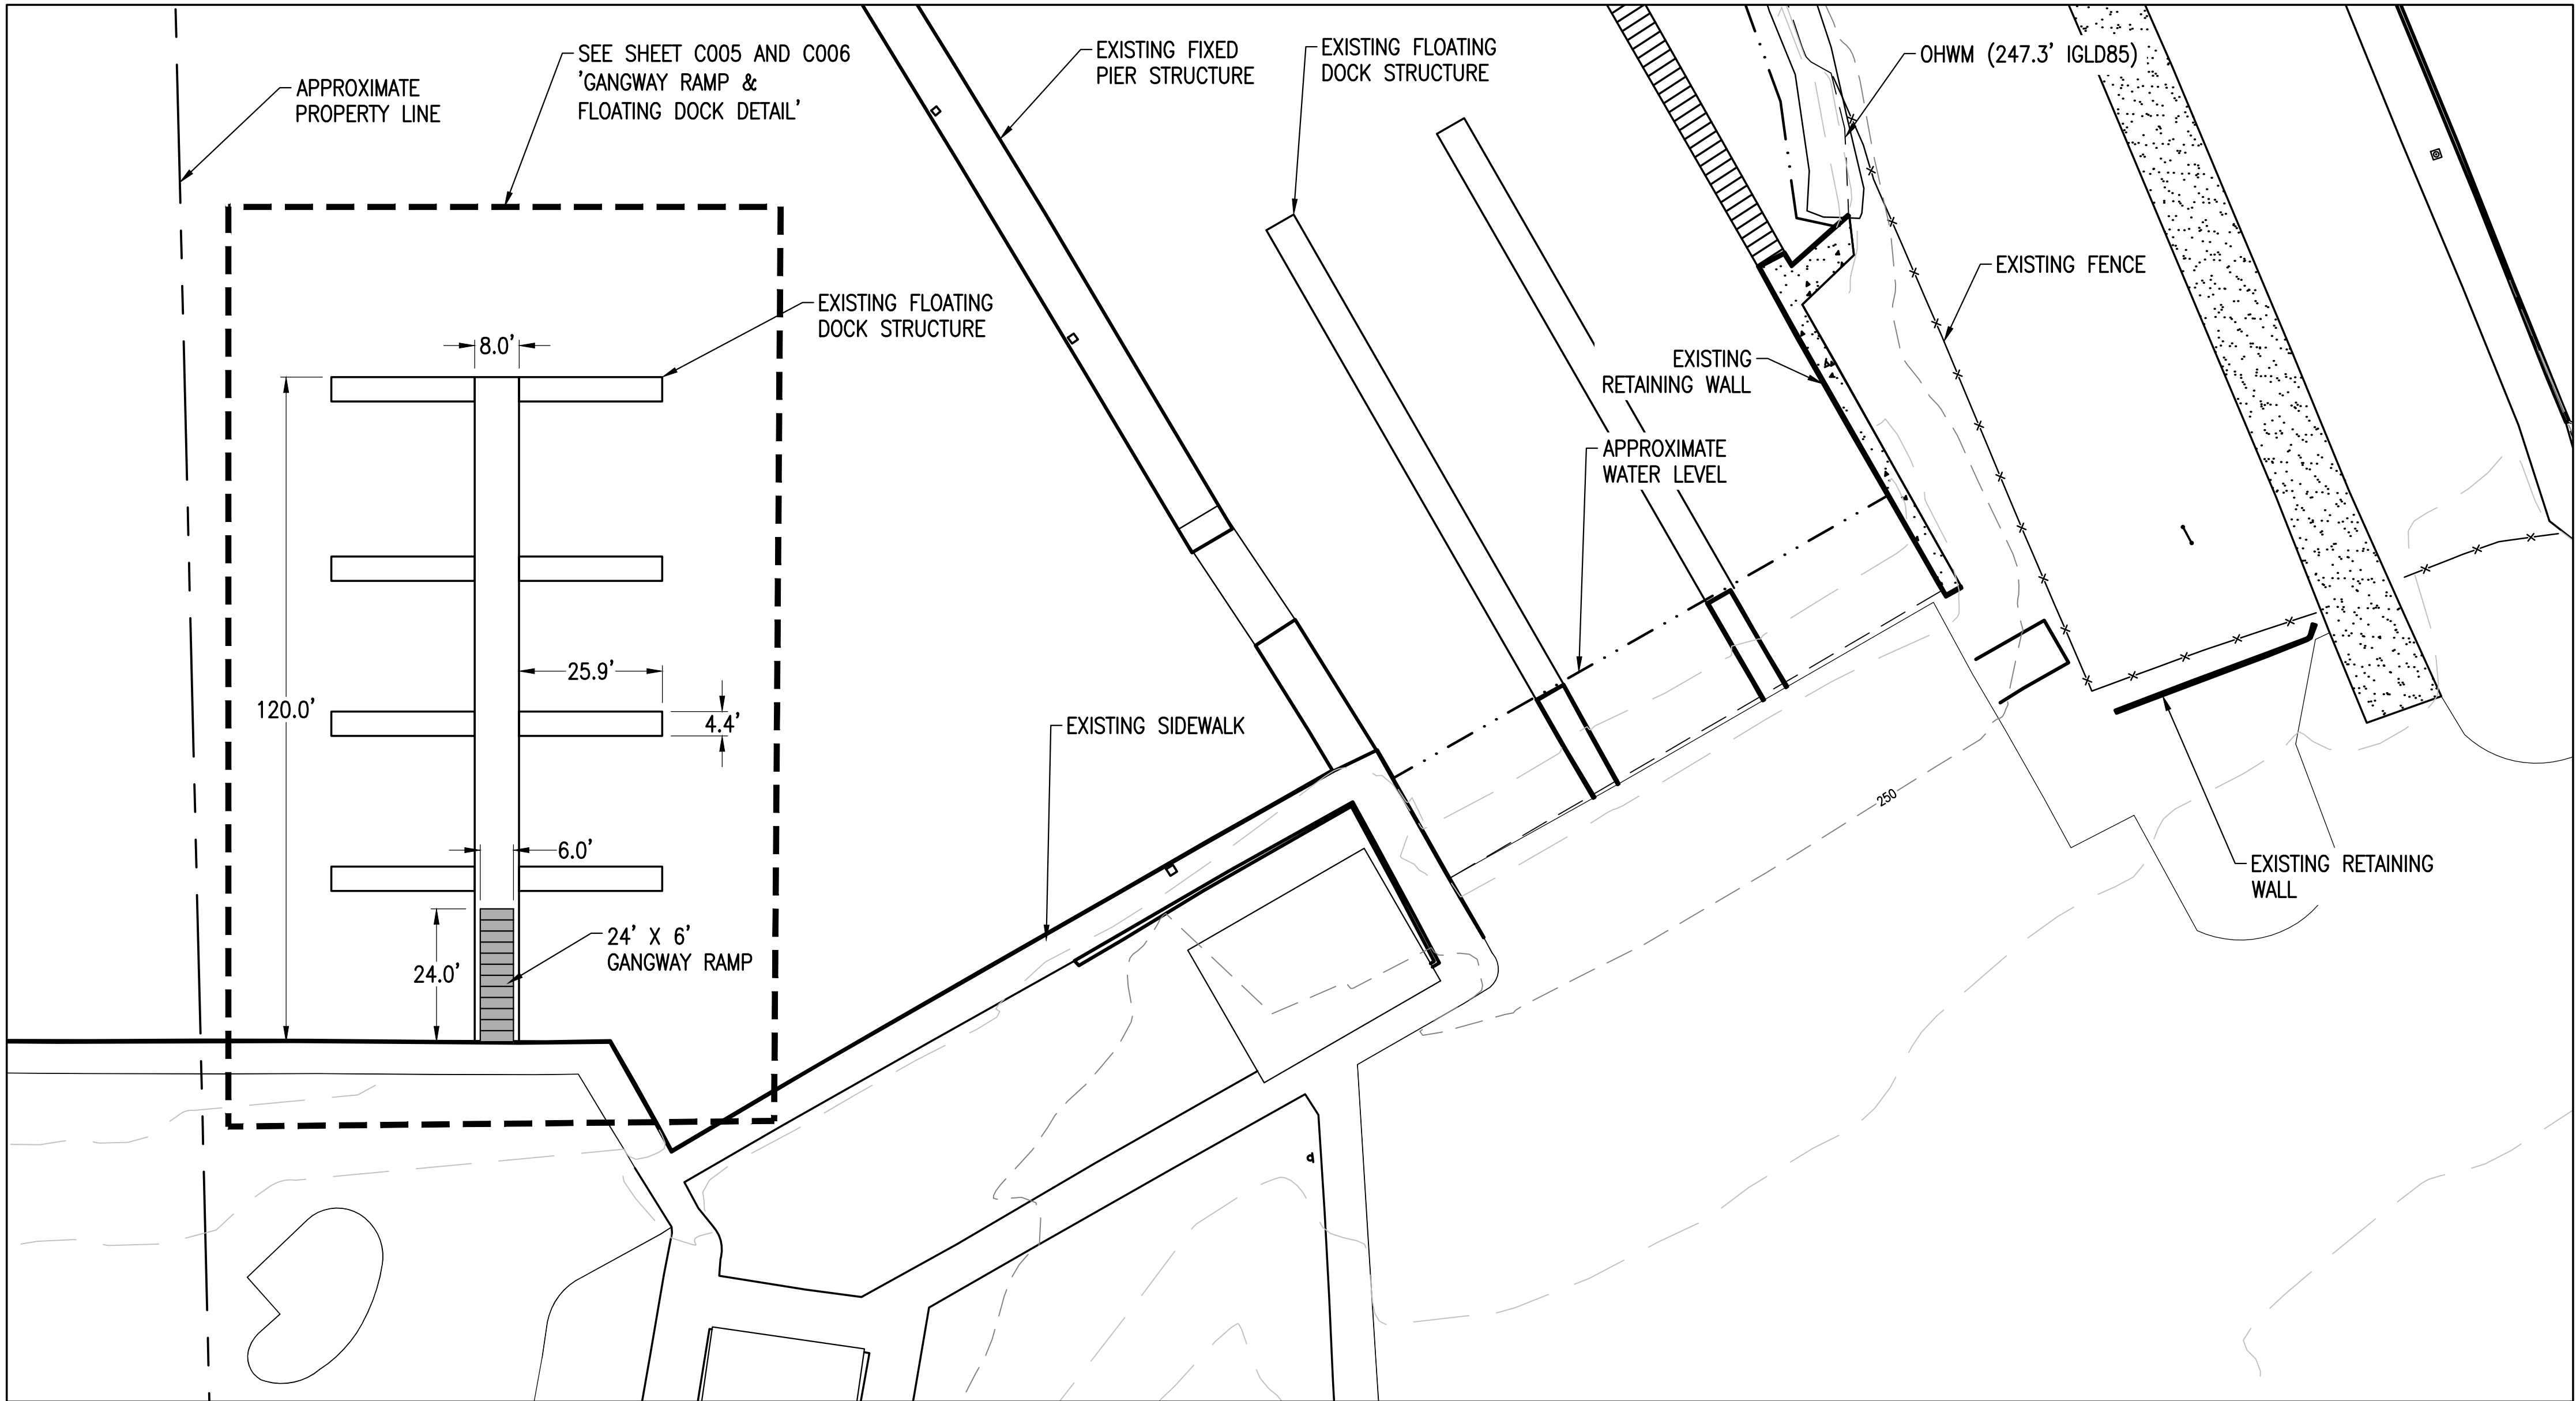 SEE SHEET C005 AND C006
'GANGWAY RAMP &
FLOATING DOCK DETAIL'
APPROXIMATE
PROPERTY LINE
EXISTING FIXED
PIER STRUCTURE
EXISTING FLOATING
DOCK STRUCTURE
OHWM (247.3' IGLD85)
EXISTING FENCE
EXISTING FLOATING
DOCK STRUCTURE
8.0'
EXISTING
RETAINING WALL
APPROXIMATE
WATER LEVEL
25.9'
120.0'
4.4'
EXISTING SIDEWALK
250
6.0'
EXISTING RETAINING
WALL
24' X 6'
GANGWAY RAMP
24.0'